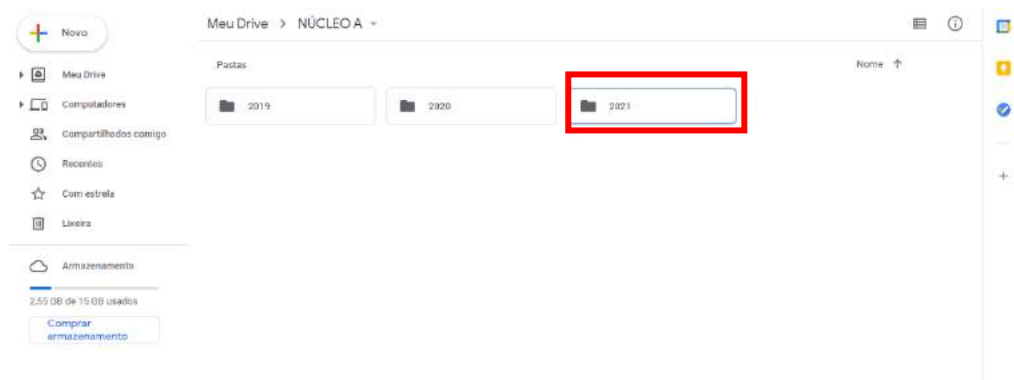 Novo
Meu Drive
Computadores
Compartilhados comigo
Recentes
Com estrela
Lixeira
Armazenamento
2,55 GB de 15 GB usados
Comprar
armazenamento
Meu Drive > NÚCLEO A
Pastas
Nome ↑
2019
2020
2021